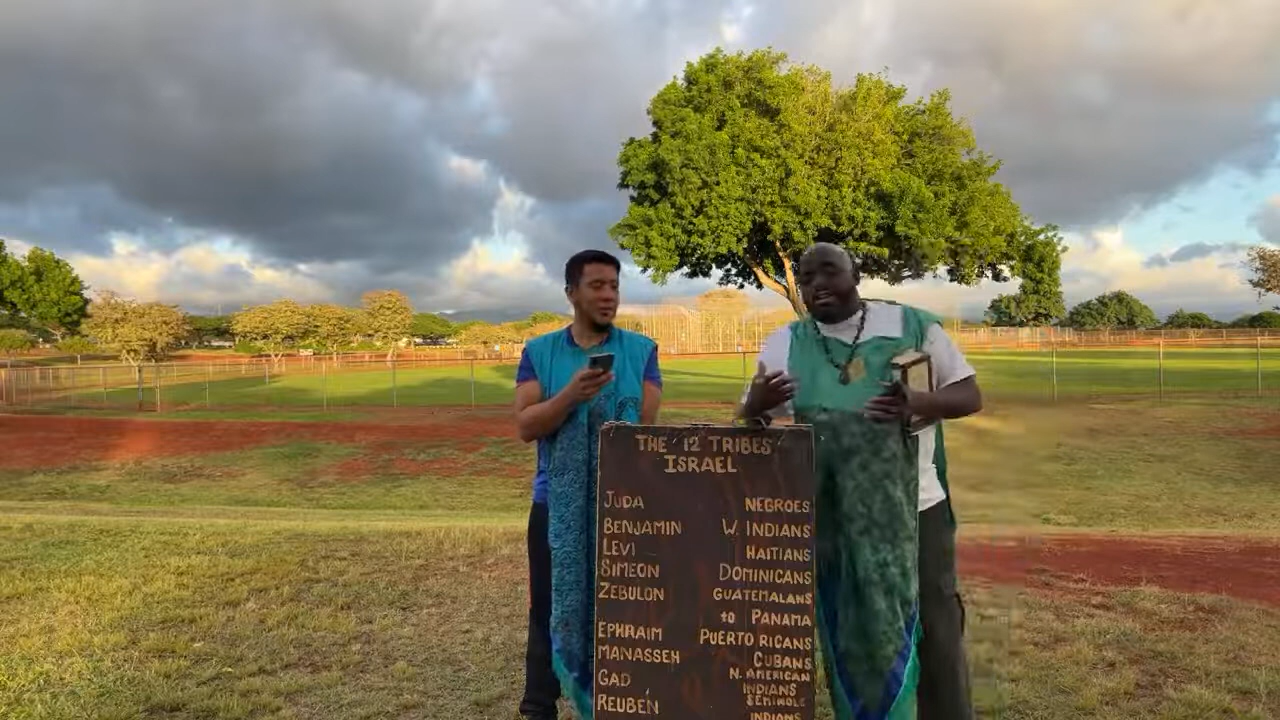 THE 12 TRIBES
ISRAEL
JUDA NEGROES
BENJAMIN W. INDIANS
LEVI HAITIANS
SIMEON DOMINICANS
ZEBULON GUATEMALANS
to PANAMA
EPHRAIM PUERTO RICANS
MANASSEH CUBANS
GAD N. AMERICAN
INDIANS
REUBEN SEMINOLE
INDIANS